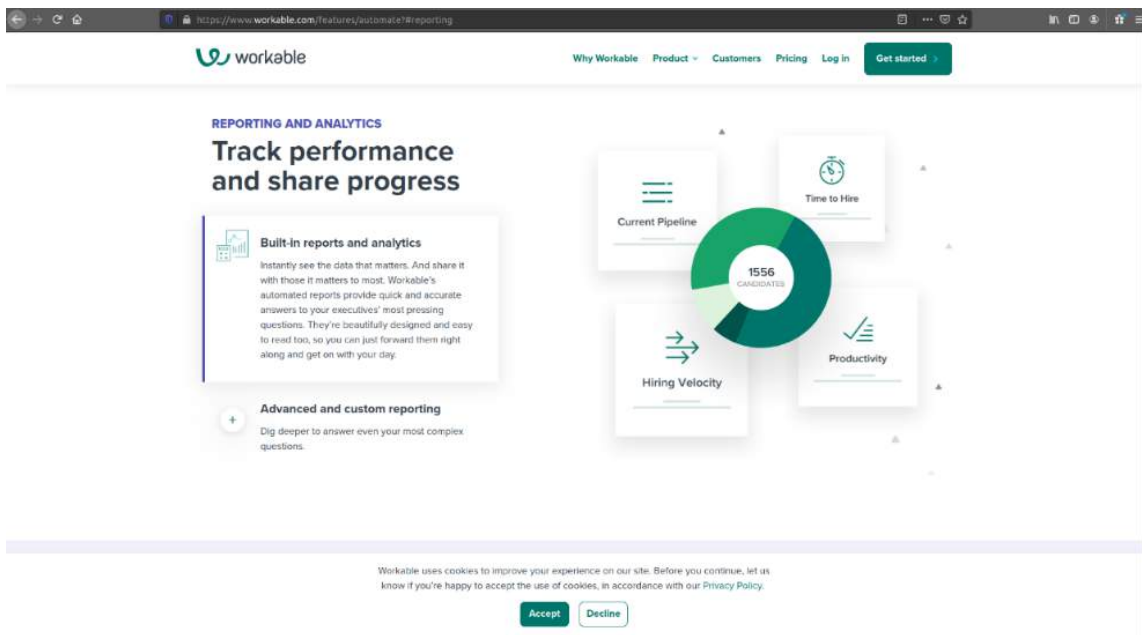 https://www.workable.com/features/automate?#reporting
workable
Why Workable Product Customers Pricing Log in Get started
REPORTING AND ANALYTICS
Track performance
and share progress
Built-in reports and analytics
Instantly see the data that matters. And share it
with those it matters to most. Workable's
automated reports provide quick and accurate
answers to your executives' most pressing
questions. They're beautifully designed and easy
to read too, so you can just forward them right
along and get on with your day.
Advanced and custom reporting
Dig deeper to answer even your most complex
questions.
Current Pipeline
Time to Hire
1556
CANDIDATES
Hiring Velocity
Productivity
Workable uses cookies to improve your experience on our site. Before you continue, let us
know if you're happy to accept the use of cookies, in accordance with our Privacy Policy.
Accept Decline